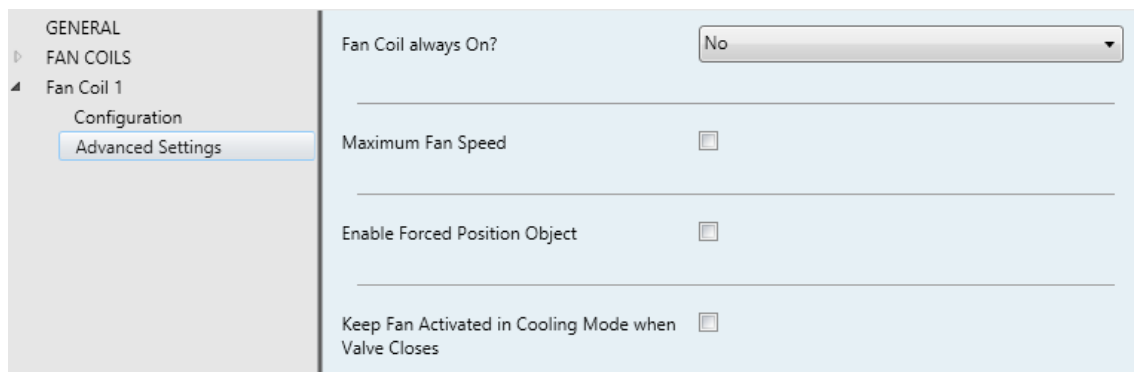 GENERAL
FAN COILS
Fan Coil 1
Configuration
Advanced Settings
Fan Coil always On?
No
Maximum Fan Speed
Enable Forced Position Object
Keep Fan Activated in Cooling Mode when
Valve Closes